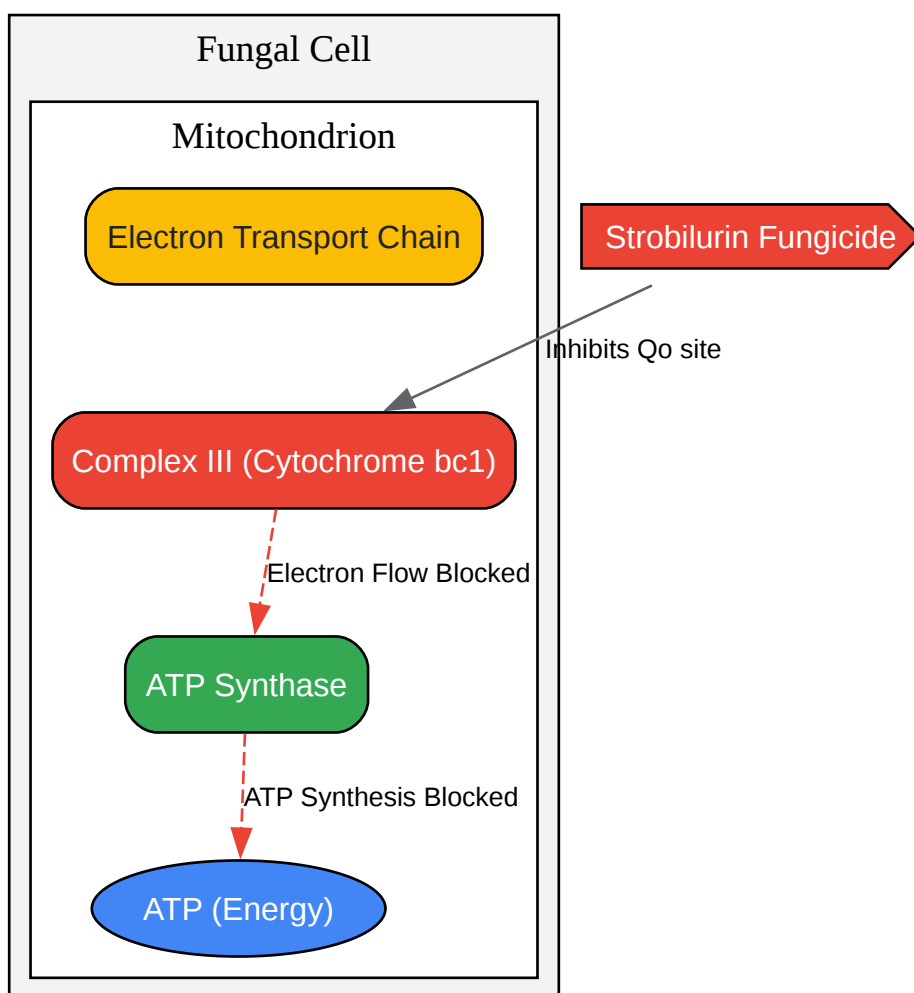 Fungal Cell
Mitochondrion
Electron Transport Chain
Strobilurin Fungicide
Inhibits Qo site
Complex III (Cytochrome bc1)
Electron Flow Blocked
ATP Synthase
ATP Synthesis Blocked
ATP (Energy)